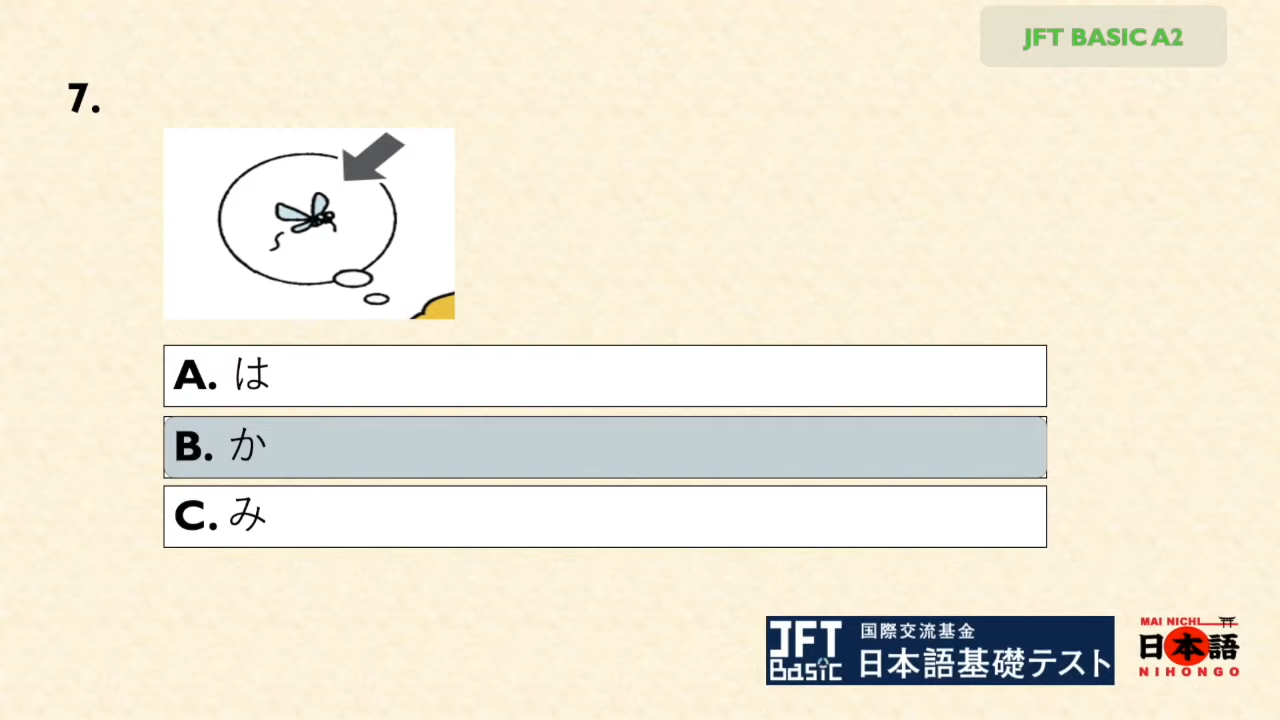 JFT BASIC A2
7.
A. は
B. か
C. み
JFT Basic
国際交流基金
日本語基礎テスト
MAI NICHI
日本語
NIHONGO